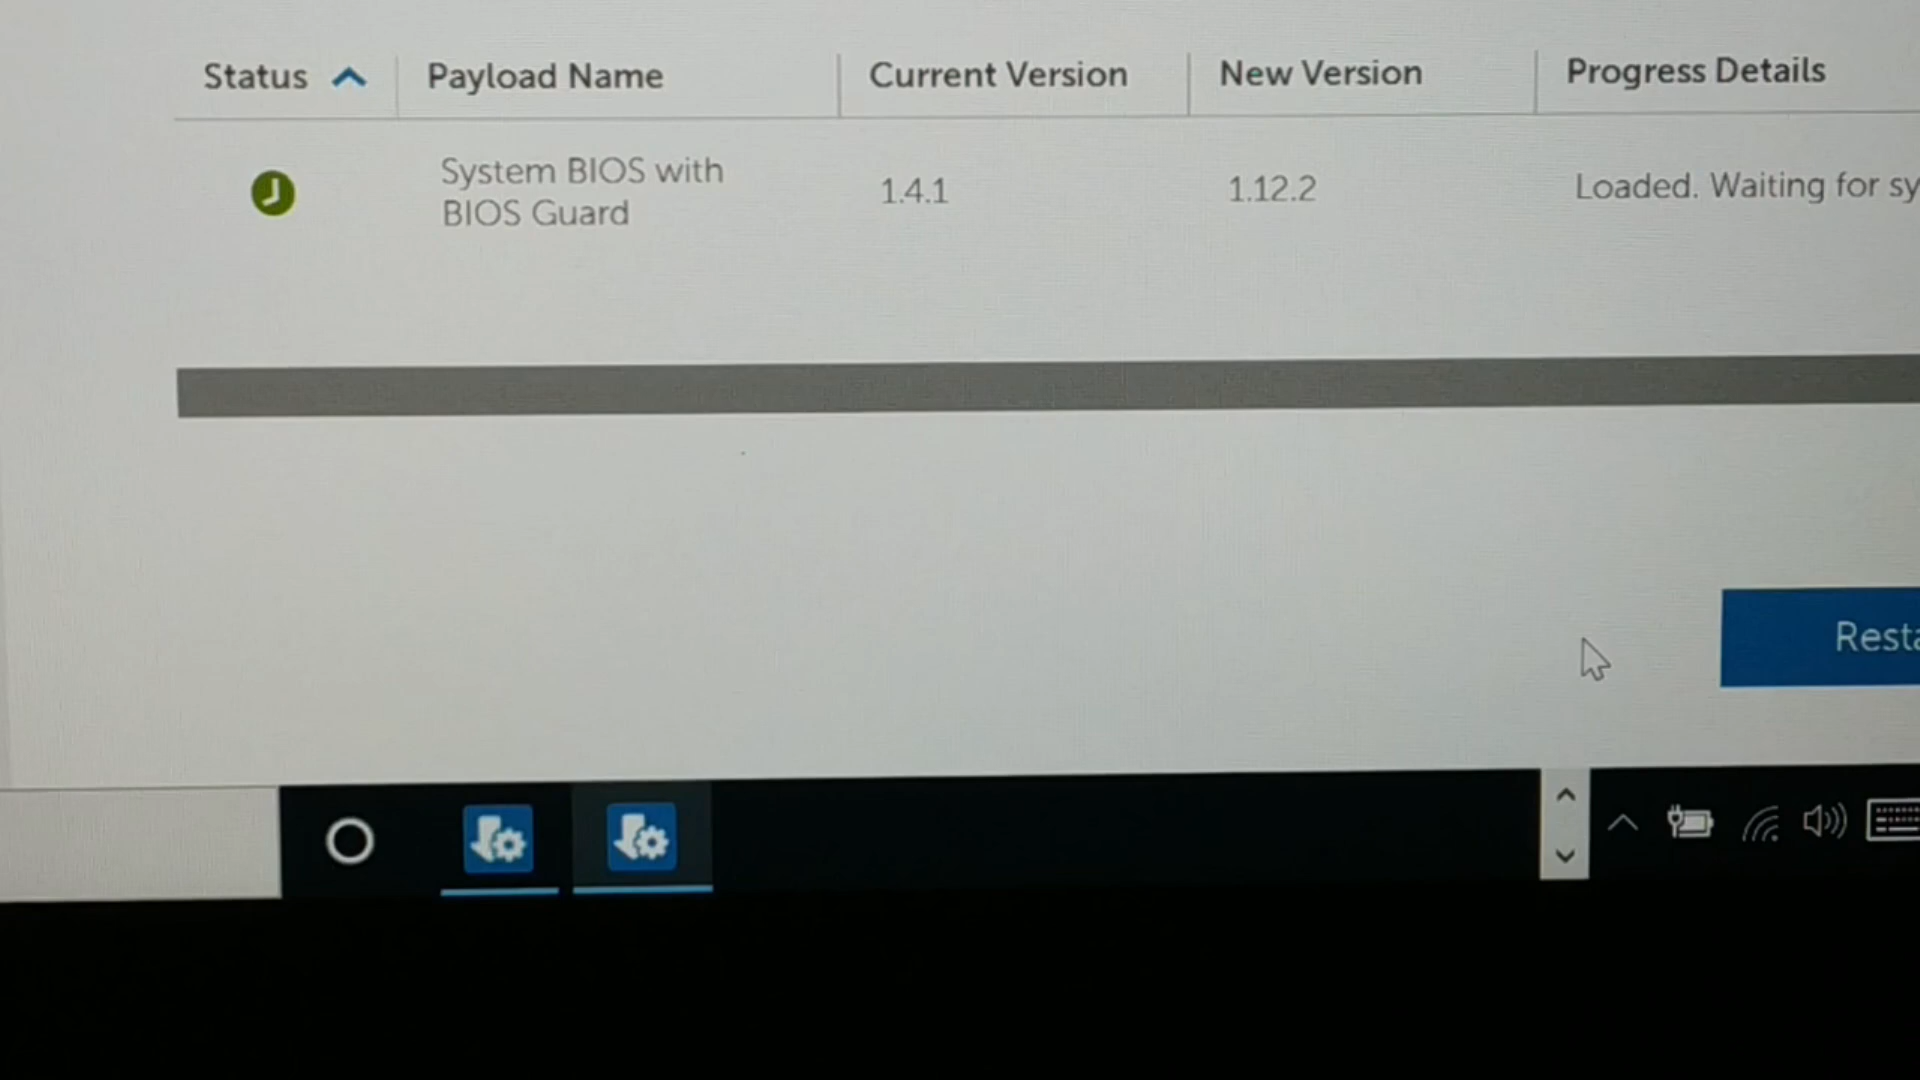 Status
Payload Name
Current Version
New Version
Progress Details
System BIOS with
BIOS Guard
1.4.1
1.12.2
Loaded. Waiting for sy
Resta